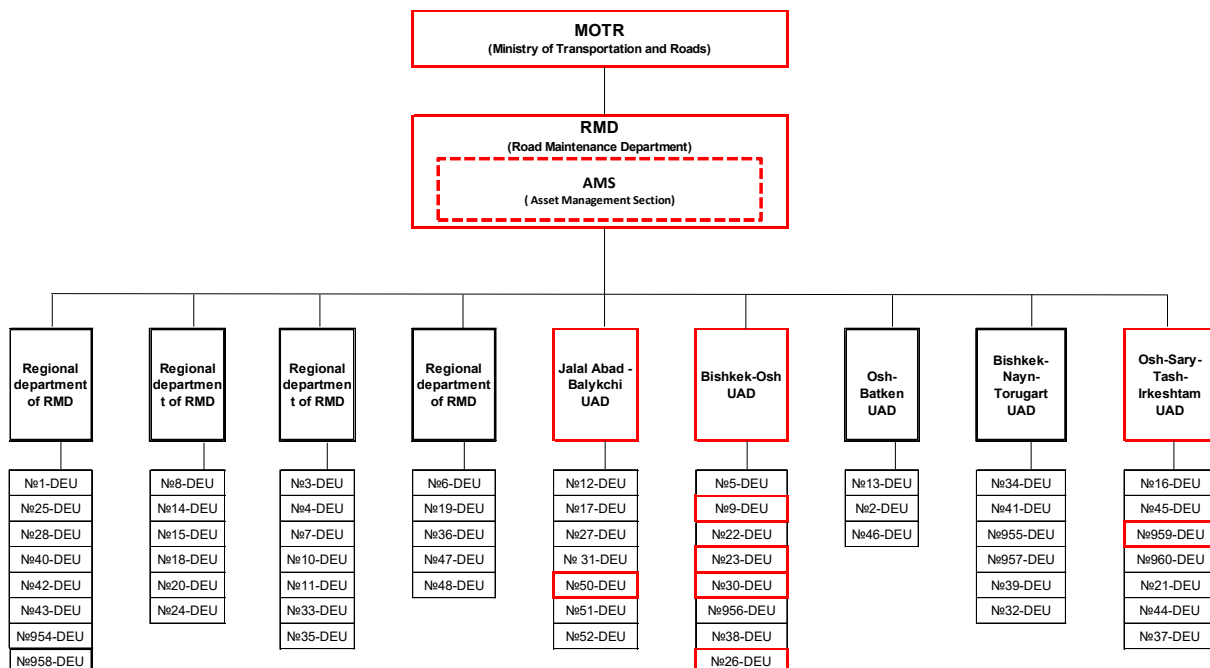 MOTR
(Ministry of Transportation and Roads)
RMD
(Road Maintenance Department)
AMS
( Asset Management Section)
Regional
department
of RMD
Regional
departmen
t of RMD
Regional
departmen
t of RMD
Regional
department
of RMD
Jalal Abad -
Balykchi
UAD
Bishkek-Osh
UAD
Osh-
Batken
UAD
Bishkek-
Nayn-
Torugart
UAD
Osh-Sary-
Tash-
Irkeshtam
UAD
№1-DEU
№25-DEU
№28-DEU
№40-DEU
№42-DEU
№43-DEU
№954-DEU
№958-DEU
№8-DEU
№14-DEU
№15-DEU
№18-DEU
№20-DEU
№24-DEU
№3-DEU
№4-DEU
№7-DEU
№10-DEU
№11-DEU
№33-DEU
№35-DEU
№6-DEU
№19-DEU
№36-DEU
№47-DEU
№48-DEU
№12-DEU
№17-DEU
№27-DEU
№ 31-DEU
№50-DEU
№51-DEU
№52-DEU
№5-DEU
№9-DEU
№22-DEU
№23-DEU
№30-DEU
№956-DEU
№38-DEU
№26-DEU
№13-DEU
№2-DEU
№46-DEU
№34-DEU
№41-DEU
№955-DEU
№957-DEU
№39-DEU
№32-DEU
№16-DEU
№45-DEU
№959-DEU
№960-DEU
№21-DEU
№44-DEU
№37-DEU